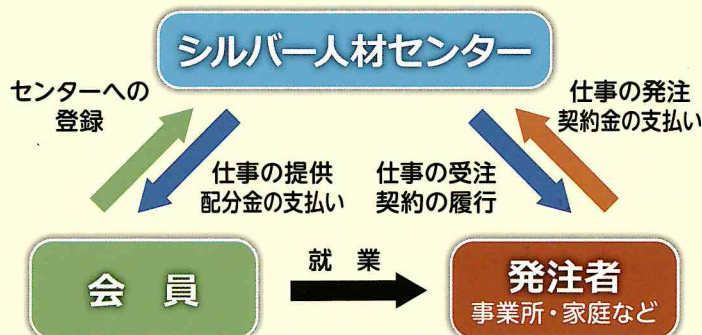 シルバー人材センター
センターへの
登録
仕事の発注
契約金の支払い
仕事の提供
配分金の支払い
仕事の受注
契約の履行
会　員
就　業
発注者
事業所・家庭など